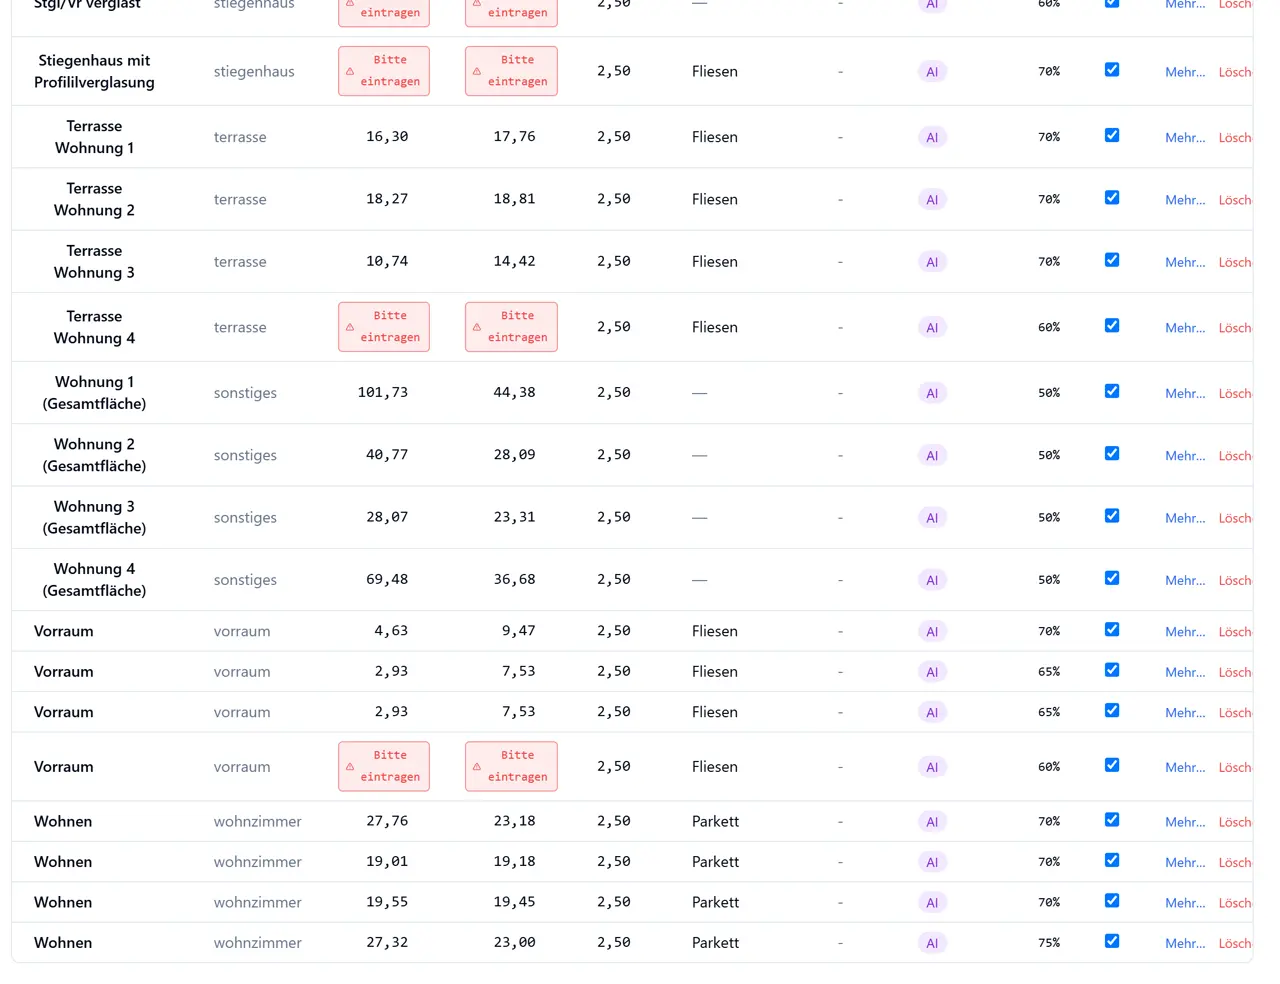 Stgl/Vr verglast stiegenhaus ⚠ eintragen ⚠ eintragen 2,50 — - AI 60% Mehr... Lösch
Stiegenhaus mit Profililverglasung stiegenhaus ⚠ Bitte eintragen ⚠ Bitte eintragen 2,50 Fliesen - AI 70% Mehr... Lösch
Terrasse Wohnung 1 terrasse 16,30 17,76 2,50 Fliesen - AI 70% Mehr... Lösch
Terrasse Wohnung 2 terrasse 18,27 18,81 2,50 Fliesen - AI 70% Mehr... Lösch
Terrasse Wohnung 3 terrasse 10,74 14,42 2,50 Fliesen - AI 70% Mehr... Lösch
Terrasse Wohnung 4 terrasse ⚠ Bitte eintragen ⚠ Bitte eintragen 2,50 Fliesen - AI 60% Mehr... Lösch
Wohnung 1 (Gesamtfläche) sonstiges 101,73 44,38 2,50 — - AI 50% Mehr... Lösch
Wohnung 2 (Gesamtfläche) sonstiges 40,77 28,09 2,50 — - AI 50% Mehr... Lösch
Wohnung 3 (Gesamtfläche) sonstiges 28,07 23,31 2,50 — - AI 50% Mehr... Lösch
Wohnung 4 (Gesamtfläche) sonstiges 69,48 36,68 2,50 — - AI 50% Mehr... Lösch
Vorraum vorraum 4,63 9,47 2,50 Fliesen - AI 70% Mehr... Lösch
Vorraum vorraum 2,93 7,53 2,50 Fliesen - AI 65% Mehr... Lösch
Vorraum vorraum 2,93 7,53 2,50 Fliesen - AI 65% Mehr... Lösch
Vorraum vorraum ⚠ Bitte eintragen ⚠ Bitte eintragen 2,50 Fliesen - AI 60% Mehr... Lösch
Wohnen wohnzimmer 27,76 23,18 2,50 Parkett - AI 70% Mehr... Lösch
Wohnen wohnzimmer 19,01 19,18 2,50 Parkett - AI 70% Mehr... Lösch
Wohnen wohnzimmer 19,55 19,45 2,50 Parkett - AI 70% Mehr... Lösch
Wohnen wohnzimmer 27,32 23,00 2,50 Parkett - AI 75% Mehr... Lösch